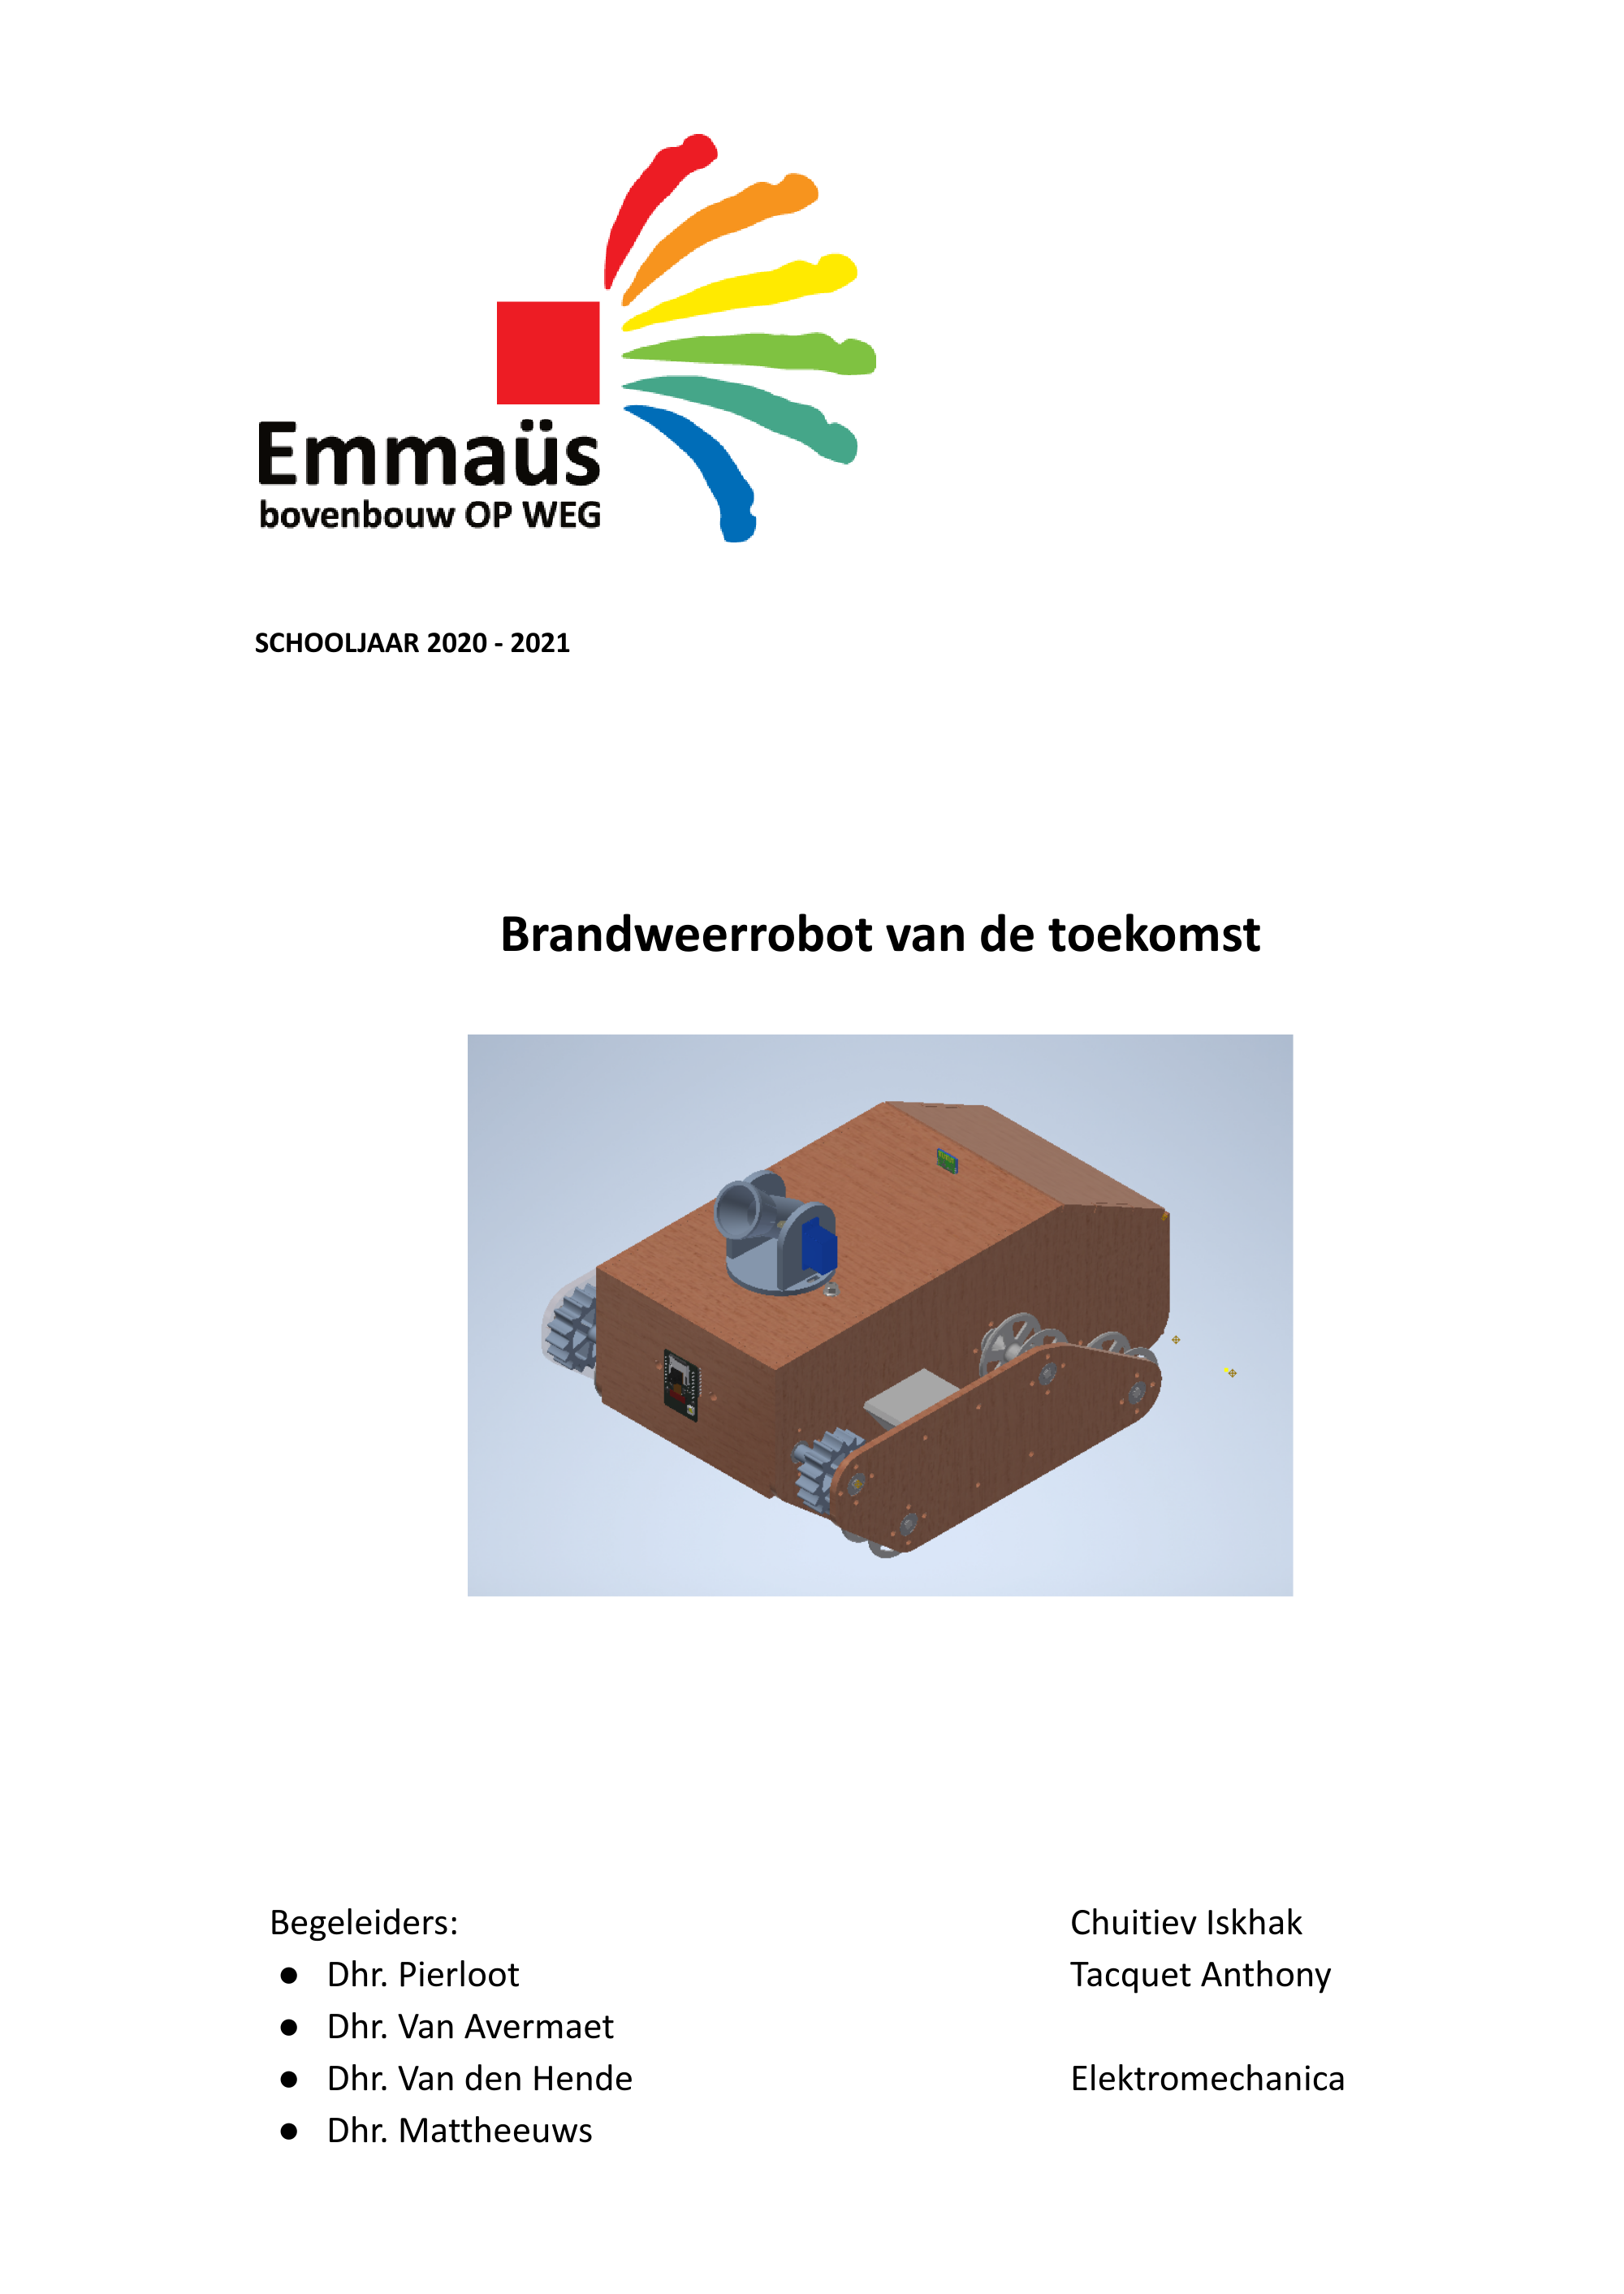 Emmaüs
bovenbouw OP WEG
SCHOOLJAAR 2020 - 2021
Brandweerrobot van de toekomst
Begeleiders:
● Dhr. Pierloot
● Dhr. Van Avermaet
● Dhr. Van den Hende
● Dhr. Mattheeuws
Chuitiev Iskhak
Tacquet Anthony
Elektromechanica